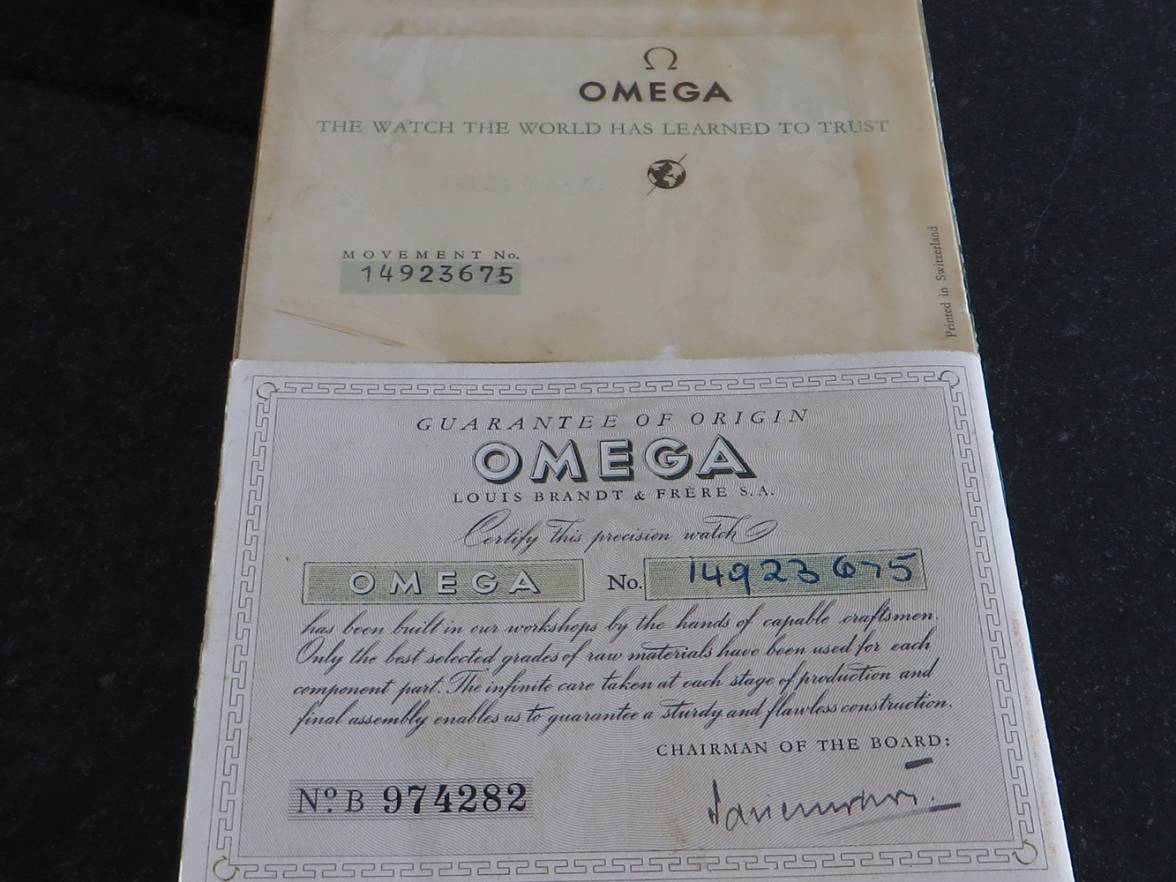 Ω
OMEGA
THE WATCH THE WORLD HAS LEARNED TO TRUST
MOVEMENT No.
14923675
Printed in Switzerland
GUARANTEE OF ORIGIN
OMEGA
LOUIS BRANDT & FRÈRE S.A.
Certify this precision watch
OMEGA No. 14923675
has been built in our workshops by the hands of capable craftsmen.
Only the best selected grades of raw materials have been used for each
component part. The infinite care taken at each stage of production and
final assembly enables us to guarantee a sturdy and flawless construction.
CHAIRMAN OF THE BOARD:
Nº B 974282